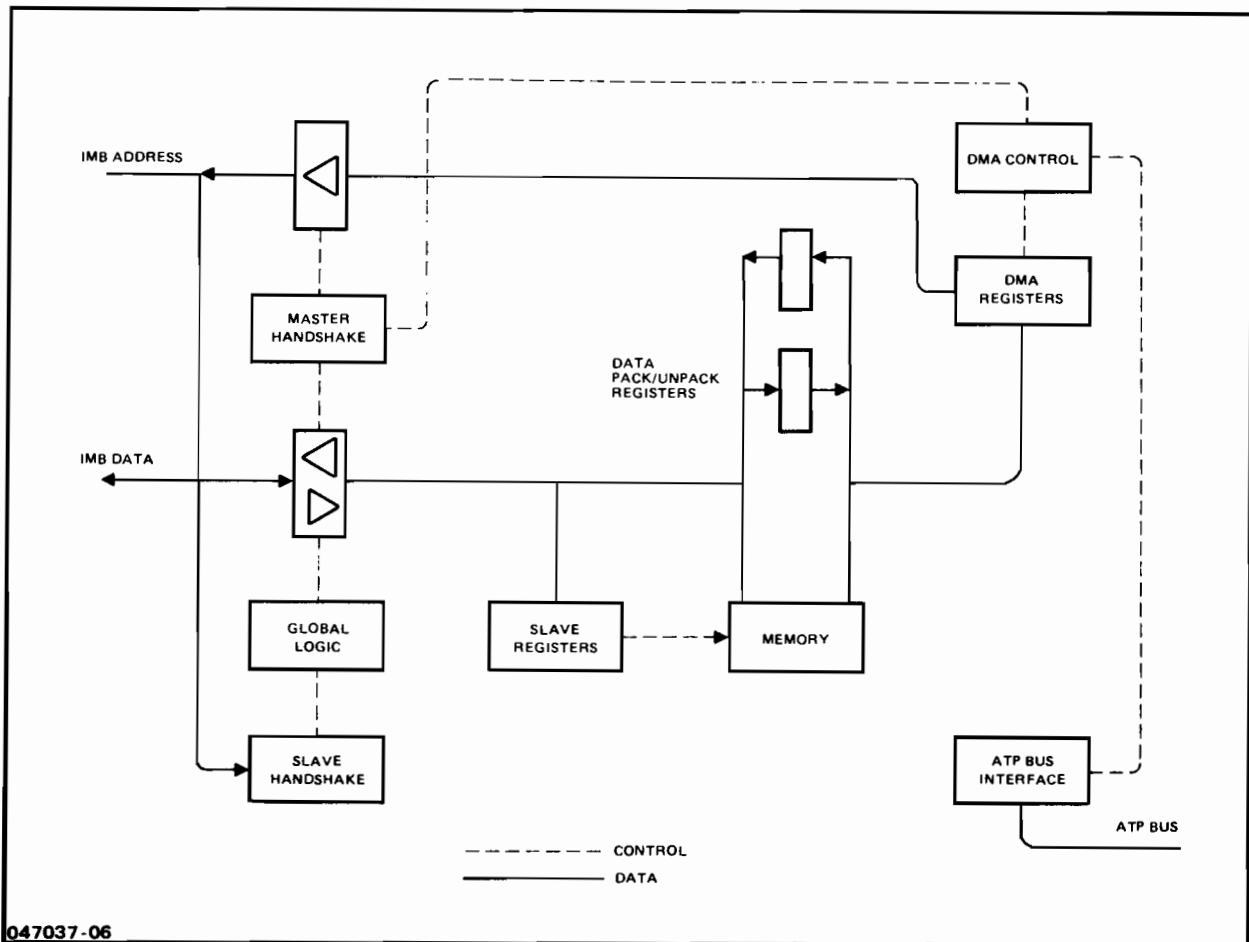 IMB ADDRESS
DMA CONTROL
DMA
REGISTERS
MASTER
HANDSHAKE
DATA
PACK/UNPACK
REGISTERS
IMB DATA
GLOBAL
LOGIC
SLAVE
REGISTERS
MEMORY
SLAVE
HANDSHAKE
ATP BUS
INTERFACE
ATP BUS
CONTROL
DATA
047037-06